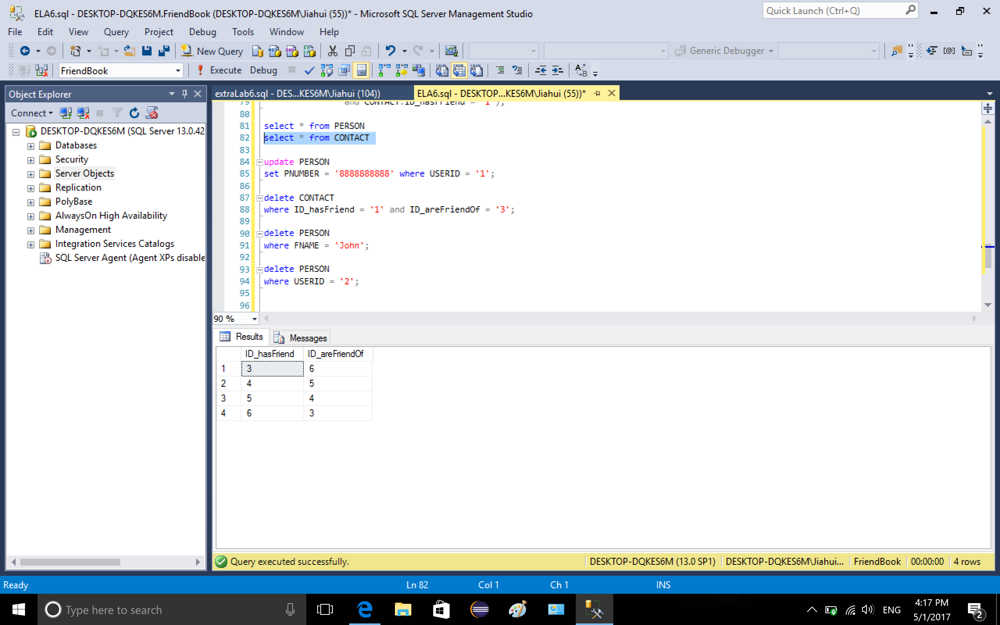 ELA6.sql - DESKTOP-DQKES6M.FriendBook (DESKTOP-DQKES6M\Jiahui (55))* - Microsoft SQL Server Management Studio
Quick Launch (Ctrl+Q)
File Edit View Query Project Debug Tools Window Help
New Query
Generic Debugger
FriendBook
Execute Debug
Object Explorer
Connect
DESKTOP-DQKES6M (SQL Server 13.0.42
Databases
Security
Server Objects
Replication
PolyBase
AlwaysOn High Availability
Management
Integration Services Catalogs
SQL Server Agent (Agent XPs disable
extraLab6.sql - DES...KES6M\Jiahui (104))
ELA6.sql - DESKTOP...KES6M\Jiahui (55))*
79 and CONTACT.ID_hasFriend = '1');
80
81 select * from PERSON
82 select * from CONTACT
83
84 update PERSON
85 set PNUMBER = '8888888888' where USERID = '1';
86
87 delete CONTACT
88 where ID_hasFriend = '1' and ID_areFriendOf = '3';
89
90 delete PERSON
91 where FNAME = 'John';
92
93 delete PERSON
94 where USERID = '2';
95
96
90 %
Results Messages
ID_hasFriend ID_areFriendOf
1 3 6
2 4 5
3 5 4
4 6 3
Query executed successfully.
DESKTOP-DQKES6M (13.0 SP1) DESKTOP-DQKES6M\Jiahui... FriendBook 00:00:00 4 rows
Ready Ln 82 Col 1 Ch 1 INS
Type here to search
ENG
4:17 PM
5/1/2017
2